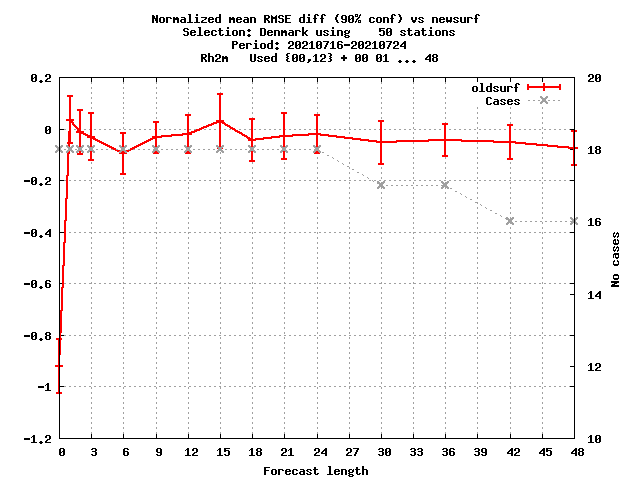 Normalized mean RMSE diff (90% conf) vs newsurf
Selection: Denmark using    50 stations
Period: 20210716-20210724
Rh2m   Used {00,12} + 00 01 ... 48
oldsurf
Cases
0.2
0
-0.2
-0.4
-0.6
-0.8
-1
-1.2
20
18
16
14
12
10
No cases
0 3 6 9 12 15 18 21 24 27 30 33 36 39 42 45 48
Forecast length